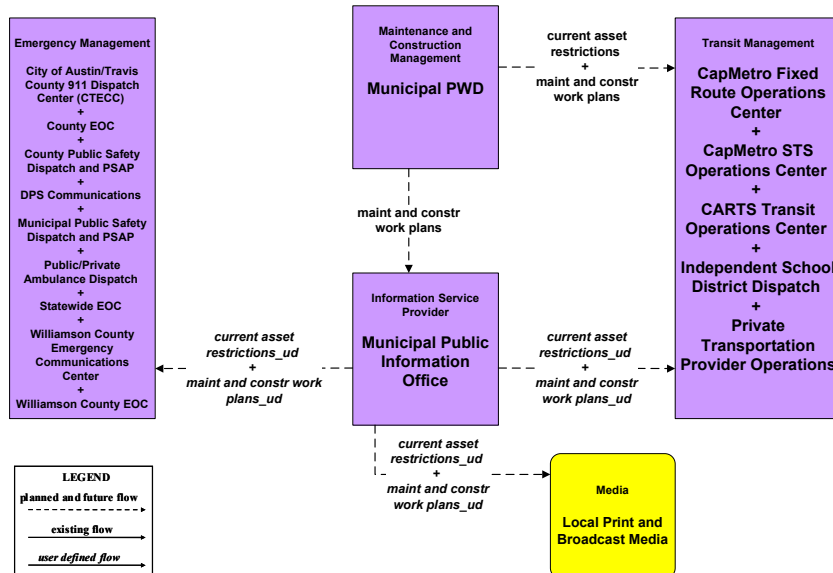 Emergency Management
City of Austin/Travis
County 911 Dispatch
Center (CTECC)
+
County EOC
+
County Public Safety
Dispatch and PSAP
+
DPS Communications
+
Municipal Public Safety
Dispatch and PSAP
+
Public/Private
Ambulance Dispatch
+
Statewide EOC
+
Williamson County
Emergency
Communications
Center
+
Williamson County EOC
Maintenance and
Construction
Management
Municipal PWD
current asset
restrictions
+
maint and constr
work plans
Transit Management
CapMetro Fixed
Route Operations
Center
+
CapMetro STS
Operations Center
+
CARTS Transit
Operations Center
+
Independent School
District Dispatch
+
Private
Transportation
Provider Operations
maint and constr
work plans
Information Service
Provider
Municipal Public
Information
Office
current asset
restrictions_ud
+
maint and constr work
plans_ud
current asset
restrictions_ud
+
maint and constr
work plans_ud
current asset
restrictions_ud
+
maint and constr
work plans_ud
Media
Local Print and
Broadcast Media
LEGEND
planned and future flow
existing flow
user defined flow